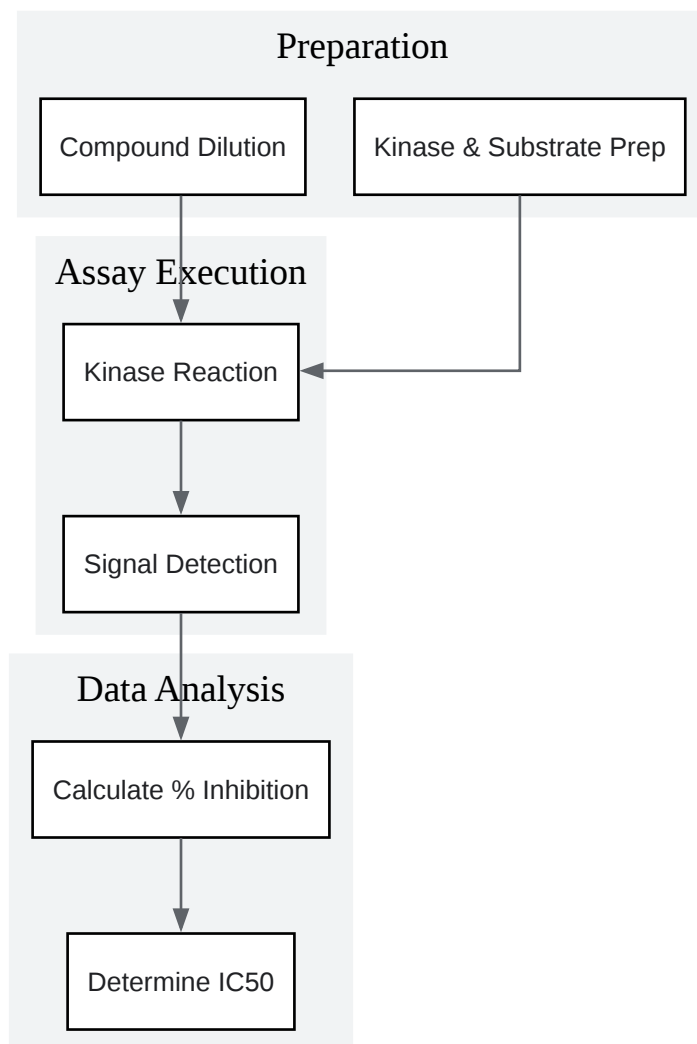 Preparation
Compound Dilution
Kinase & Substrate Prep
Assay Execution
Kinase Reaction
Signal Detection
Data Analysis
Calculate % Inhibition
Determine IC50